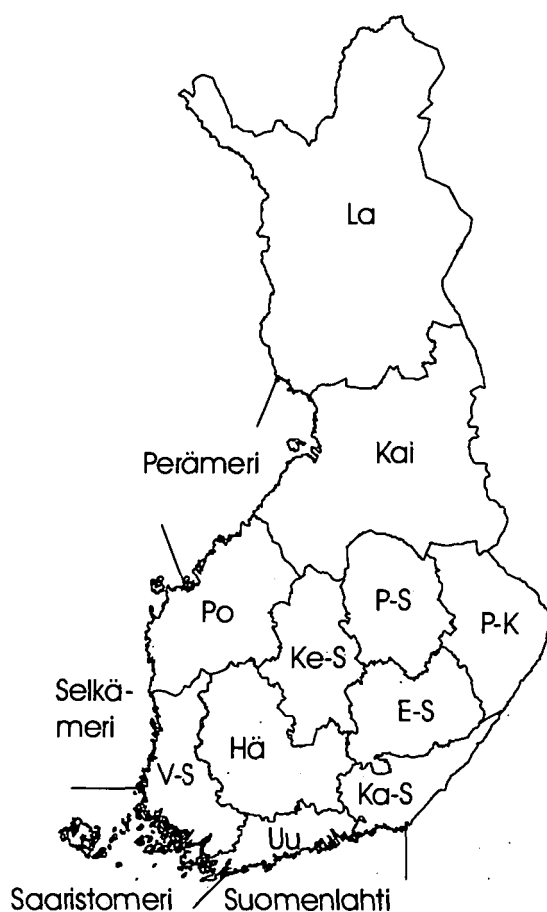 La
Perämeri
Kai
Po
P-S
P-K
Ke-S
Selkä-
meri
E-S
Hä
V-S
Ka-S
Uu
Saaristomeri
Suomenlahti